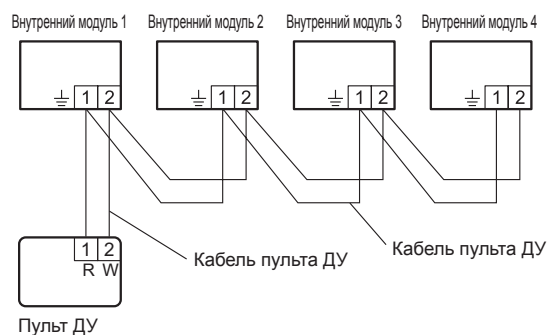 Внутренний модуль 1 Внутренний модуль 2 Внутренний модуль 3 Внутренний модуль 4
1 2 1 2 1 2 1 2
1 2
R W
Кабель пульта ДУ
Кабель пульта ДУ
Пульт ДУ